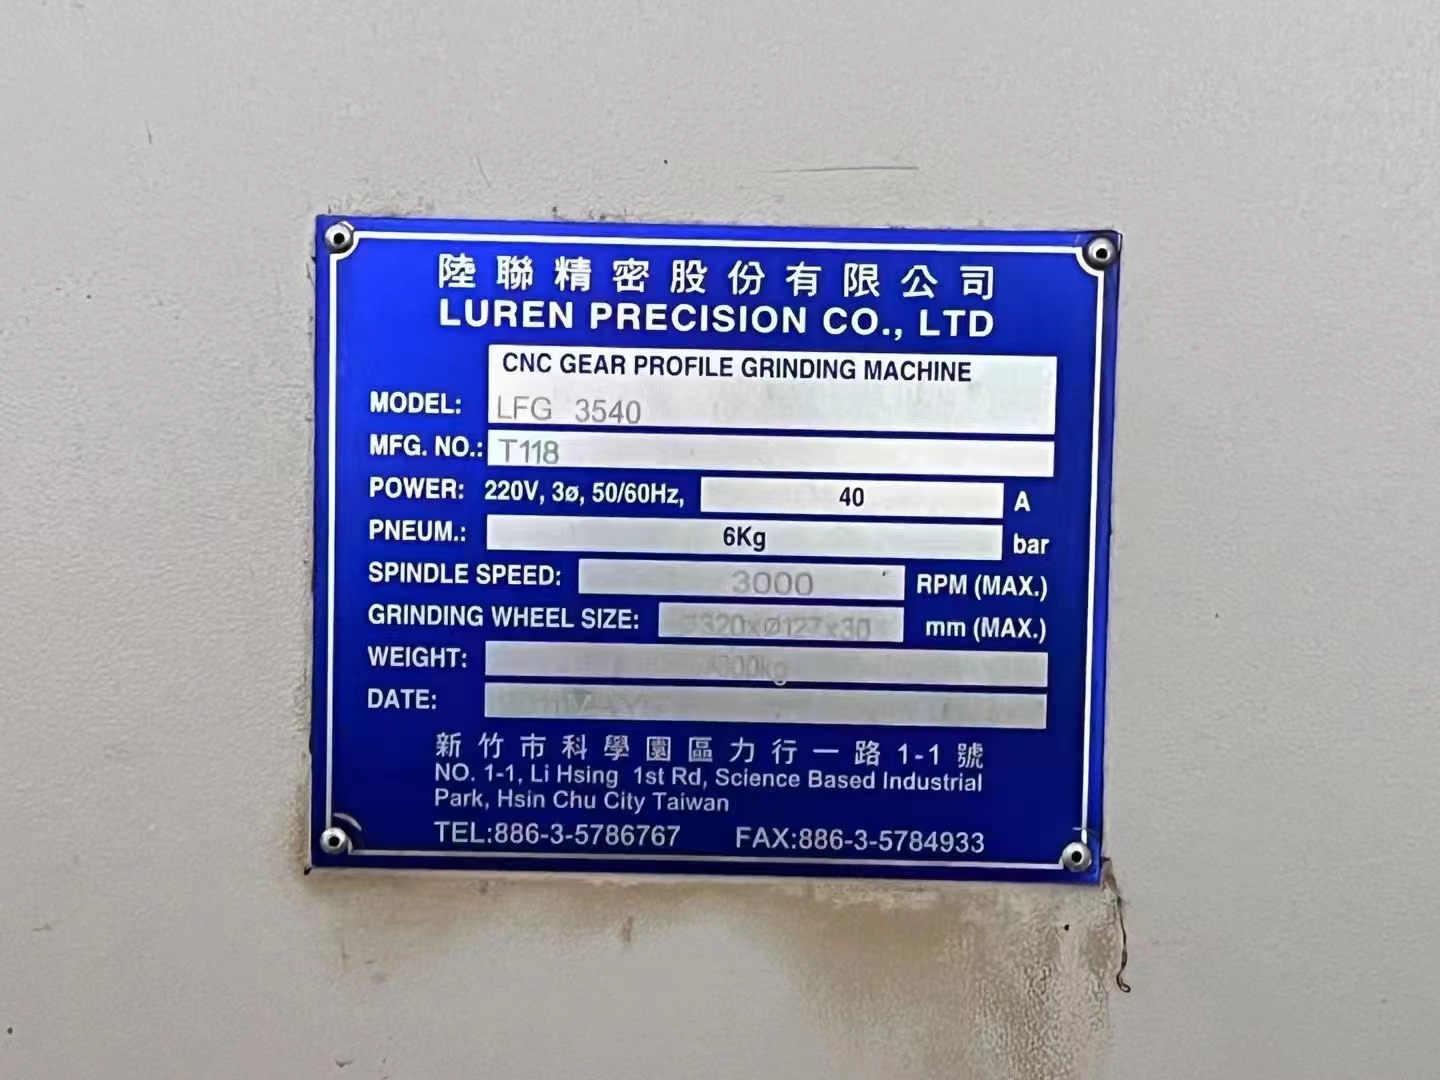 陸聯精密股份有限公司
LUREN PRECISION CO., LTD
CNC GEAR PROFILE GRINDING MACHINE
MODEL: LFG 3540
MFG. NO.: T118
POWER: 220V, 3ø, 50/60Hz, 40 A
PNEUM.: 6Kg bar
SPINDLE SPEED: 3000 RPM (MAX.)
GRINDING WHEEL SIZE: Ø320xØ127x30 mm (MAX.)
WEIGHT:
DATE:
新竹市科學園區力行一路1-1號
NO. 1-1, Li Hsing 1st Rd, Science Based Industrial
Park, Hsin Chu City Taiwan
TEL:886-3-5786767 FAX:886-3-5784933